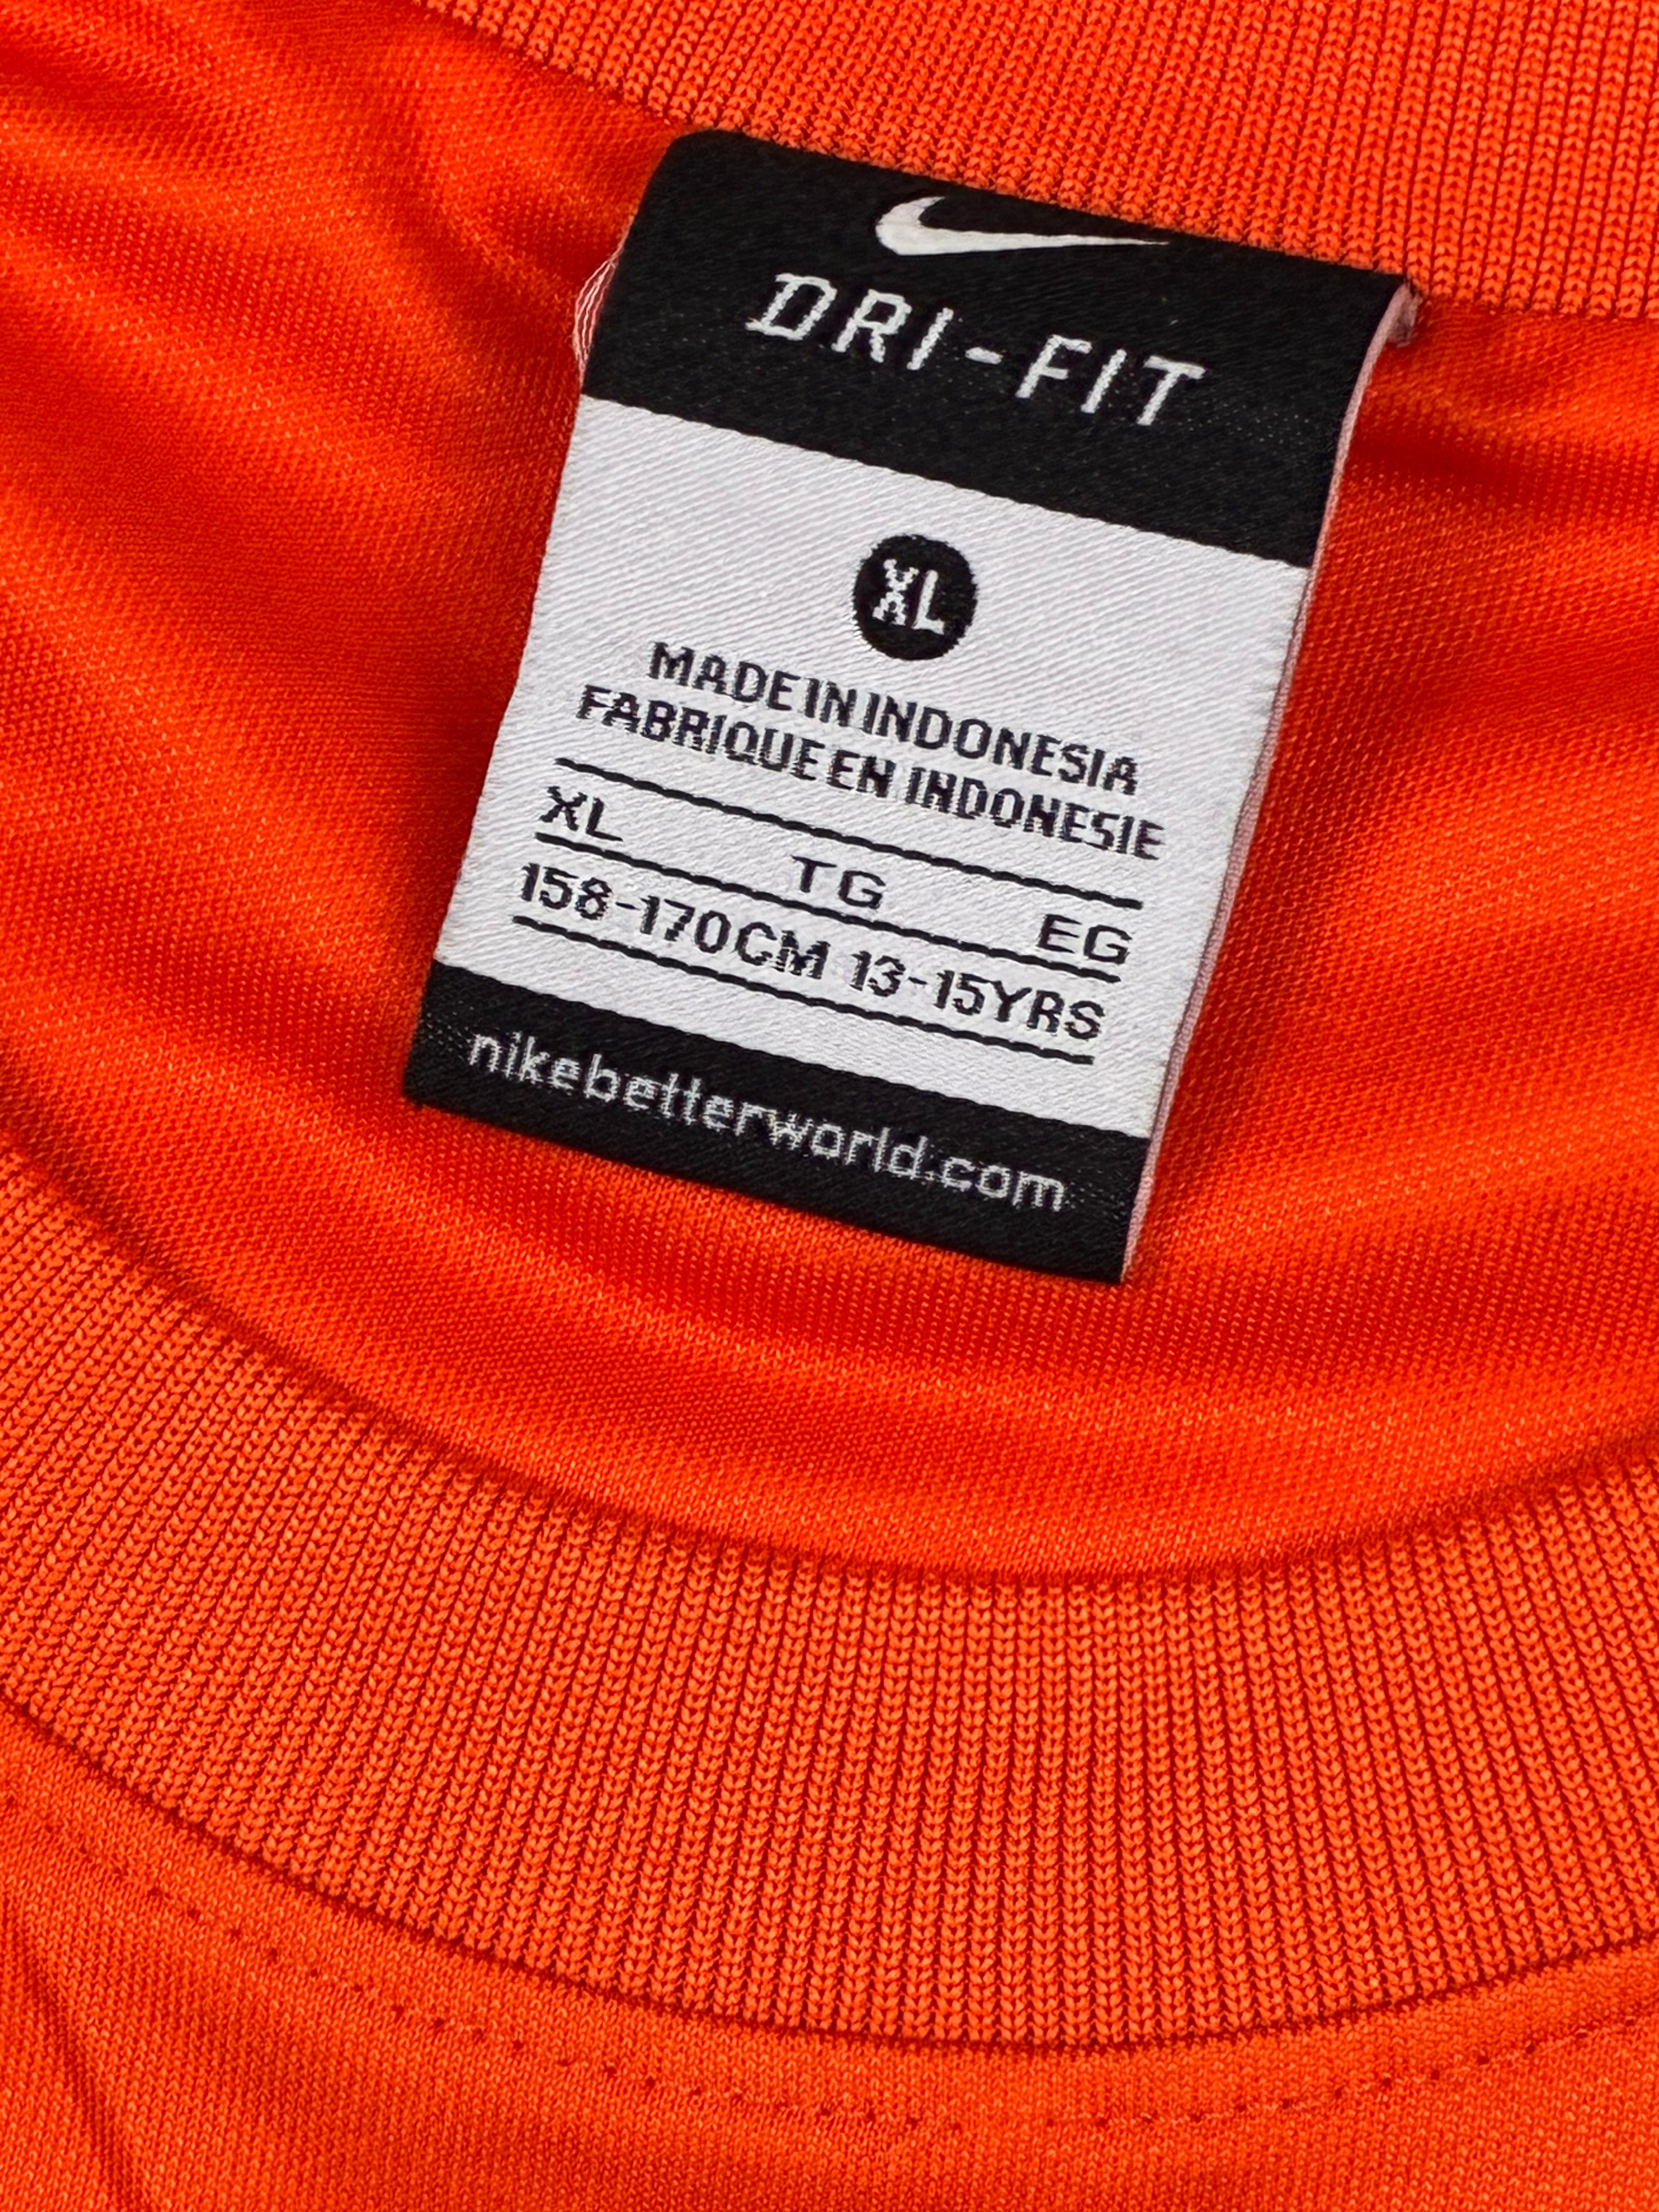 DRI-FIT
XL
MADE IN INDONESIA
FABRIQUE EN INDONESIE
XL TG EG
158-170CM 13-15YRS
nikebetterworld.com